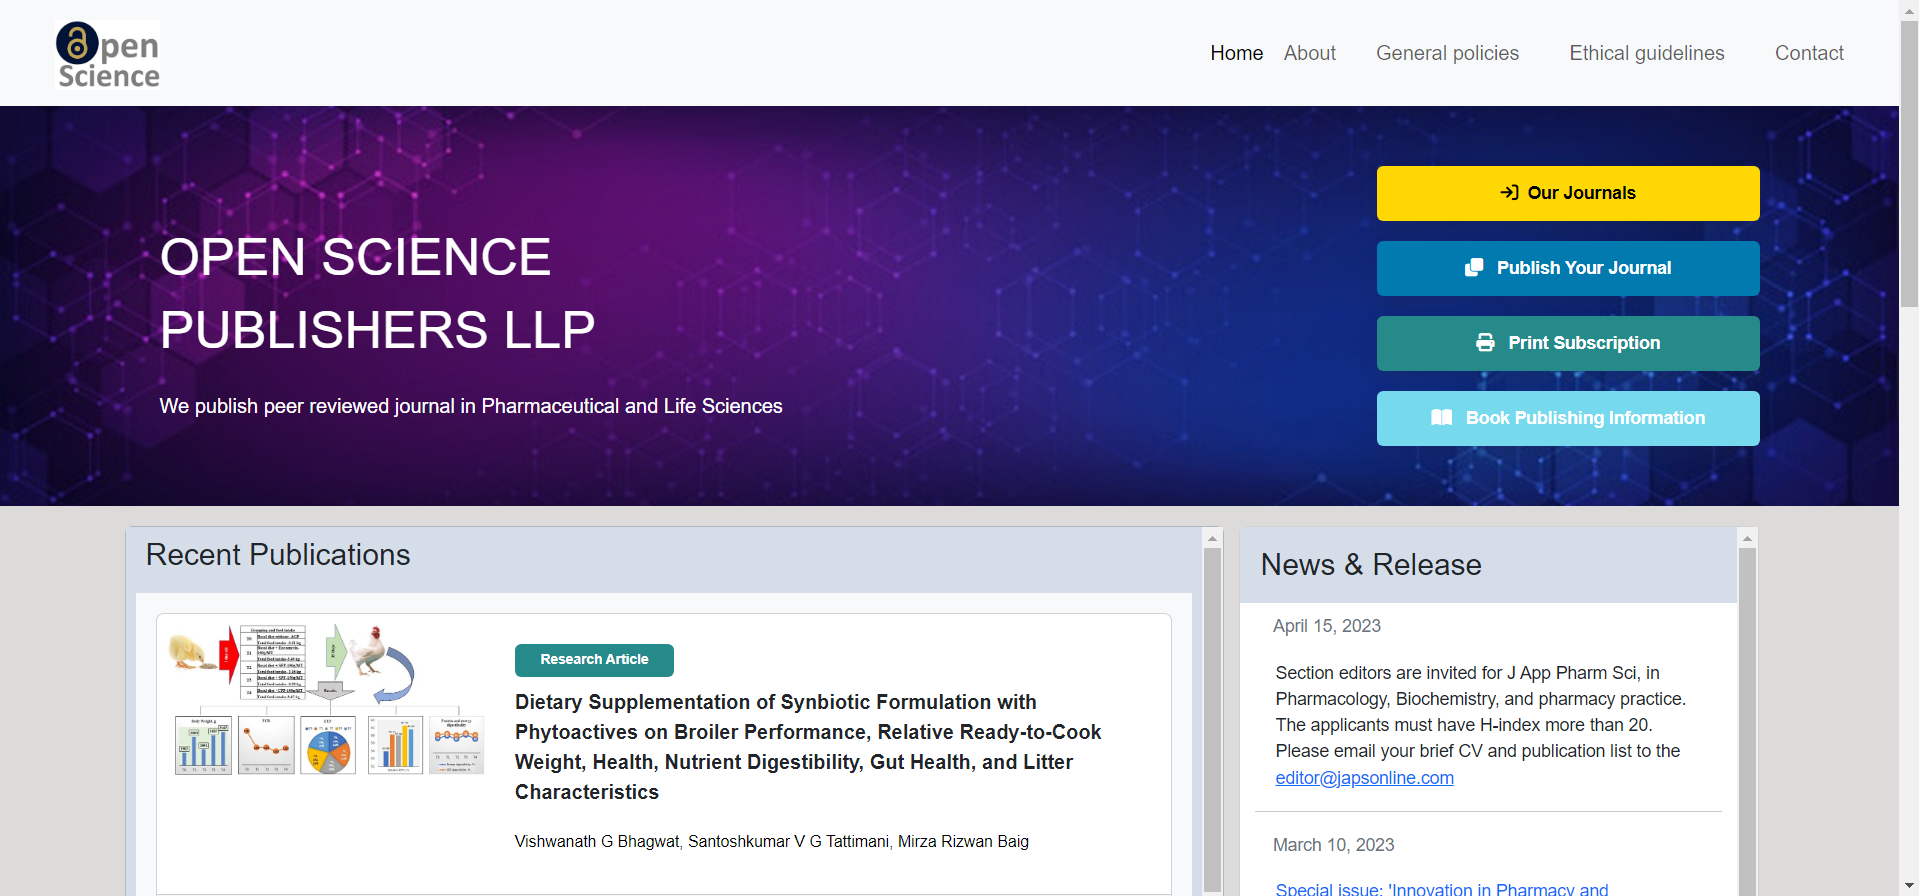 Open
Science
Home
About
General policies
Ethical guidelines
Contact
OPEN SCIENCE
PUBLISHERS LLP
We publish peer reviewed journal in Pharmaceutical and Life Sciences
Our Journals
Publish Your Journal
Print Subscription
Book Publishing Information
Recent Publications
Research Article
Dietary Supplementation of Synbiotic Formulation with
Phytoactives on Broiler Performance, Relative Ready-to-Cook
Weight, Health, Nutrient Digestibility, Gut Health, and Litter
Characteristics
Vishwanath G Bhagwat, Santoshkumar V G Tattimani, Mirza Rizwan Baig
News & Release
April 15, 2023
Section editors are invited for J App Pharm Sci, in
Pharmacology, Biochemistry, and pharmacy practice.
The applicants must have H-index more than 20.
Please email your brief CV and publication list to the
editor@japsonline.com
March 10, 2023
Special issue: 'Innovation in Pharmacy and